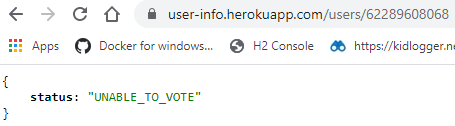 user-info.herokuapp.com/users/62289608068
Apps Docker for windows... H2 Console https://kidlogger.ne
{
status: "UNABLE_TO_VOTE"
}